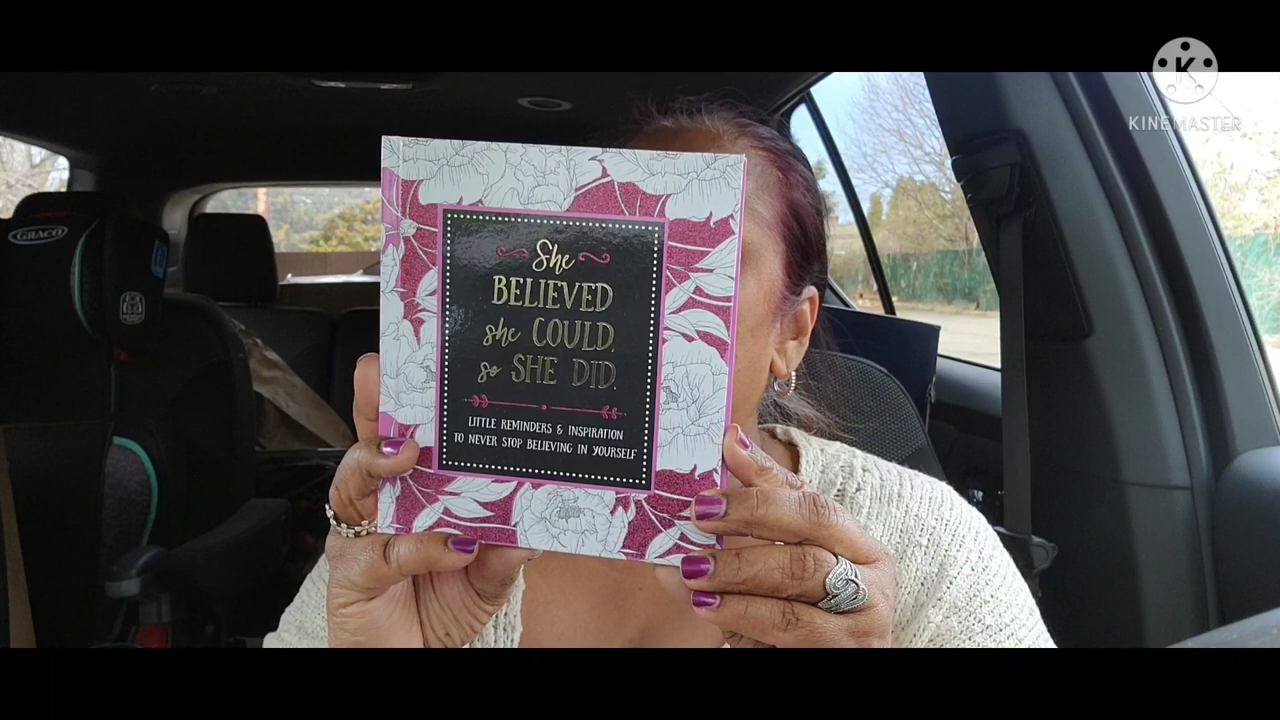 KINEMASTER
GRACO
She
BELIEVED
she COULD,
so SHE DID.
LITTLE REMINDERS & INSPIRATION
TO NEVER STOP BELIEVING IN YOURSELF